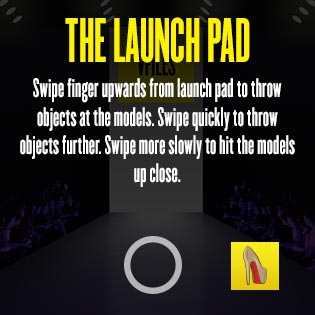 THE LAUNCH PAD
Swipe finger upwards from launch pad to throw
objects at the models. Swipe quickly to throw
objects further. Swipe more slowly to hit the models
up close.